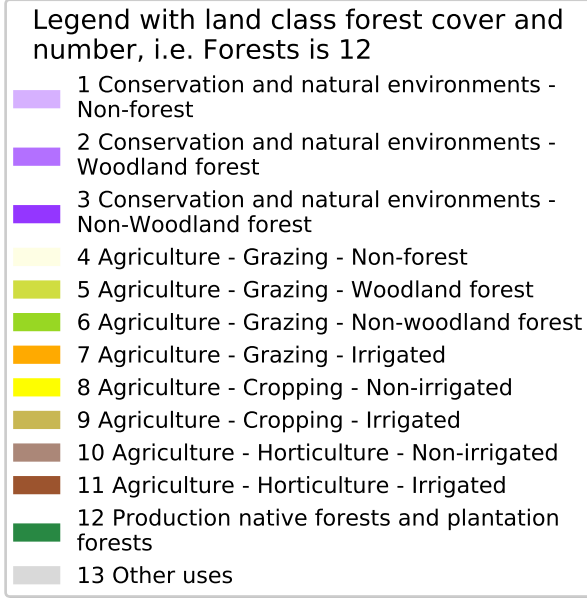 Legend with land class forest cover and
number, i.e. Forests is 12
1 Conservation and natural environments -
Non-forest
2 Conservation and natural environments -
Woodland forest
3 Conservation and natural environments -
Non-Woodland forest
4 Agriculture - Grazing - Non-forest
5 Agriculture - Grazing - Woodland forest
6 Agriculture - Grazing - Non-woodland forest
7 Agriculture - Grazing - Irrigated
8 Agriculture - Cropping - Non-irrigated
9 Agriculture - Cropping - Irrigated
10 Agriculture - Horticulture - Non-irrigated
11 Agriculture - Horticulture - Irrigated
12 Production native forests and plantation
forests
13 Other uses